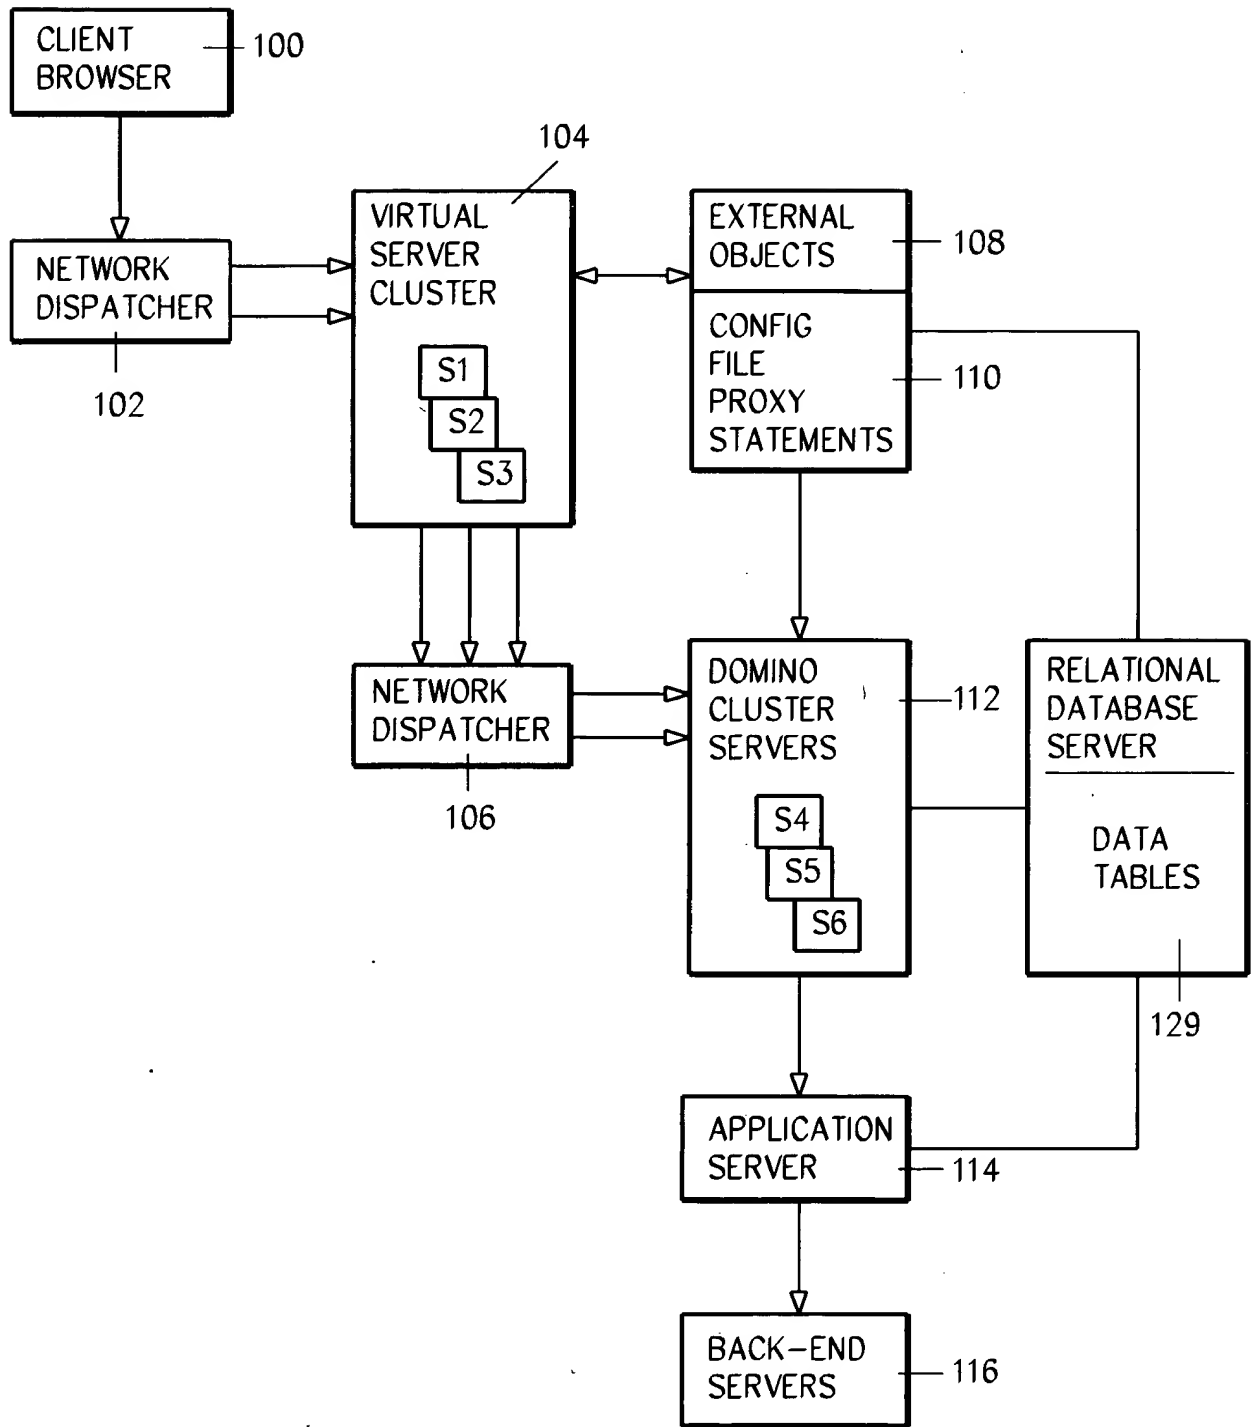 CLIENT
BROWSER
100
NETWORK
DISPATCHER
102
104
VIRTUAL
SERVER
CLUSTER
S1
S2
S3
EXTERNAL
OBJECTS
108
CONFIG
FILE
PROXY
STATEMENTS
110
NETWORK
DISPATCHER
106
DOMINO
CLUSTER
SERVERS
112
S4
S5
S6
RELATIONAL
DATABASE
SERVER
DATA
TABLES
129
APPLICATION
SERVER
114
BACK-END
SERVERS
116